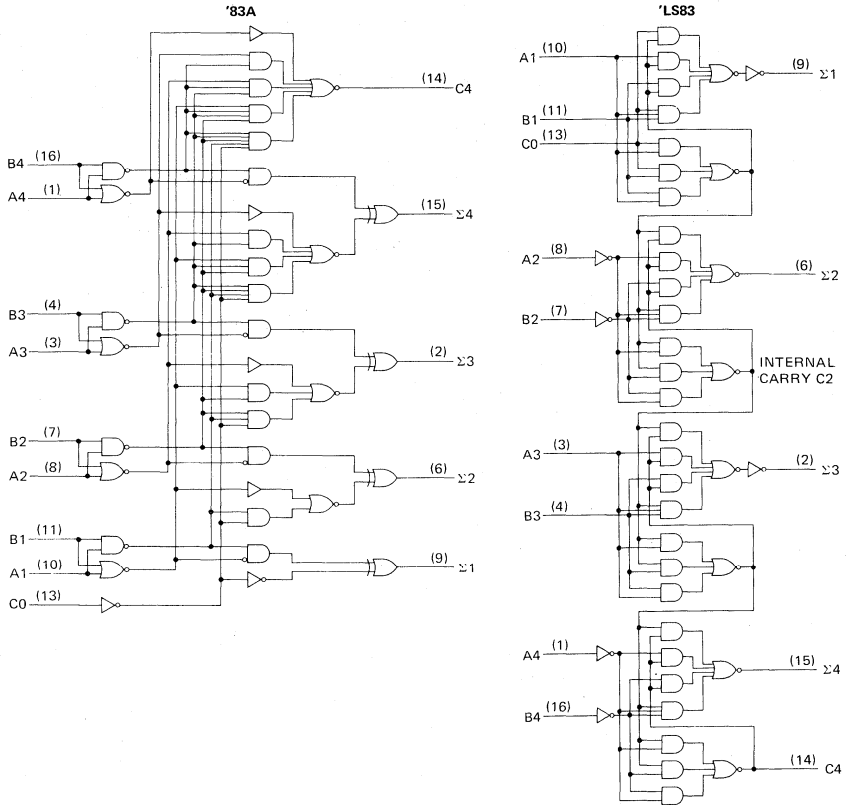 '83A
(14) C4
B4 (16)
A4 (1)
(15) Σ4
B3 (4)
A3 (3)
(2) Σ3
B2 (7)
A2 (8)
(6) Σ2
B1 (11)
A1 (10)
(9) Σ1
C0 (13)
'LS83
A1 (10)
(9) Σ1
B1 (11)
C0 (13)
A2 (8)
(6) Σ2
B2 (7)
INTERNAL
CARRY C2
A3 (3)
(2) Σ3
B3 (4)
A4 (1)
(15) Σ4
B4 (16)
(14) C4